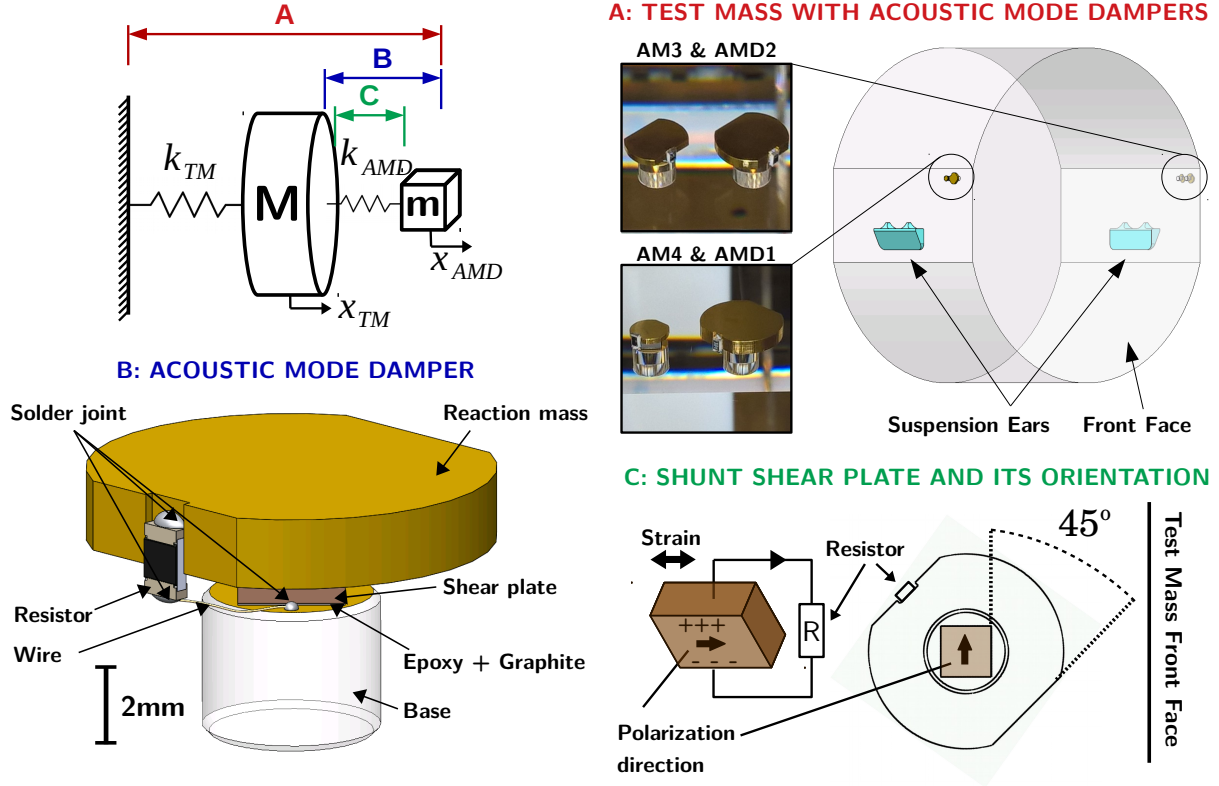 A
B
C
k_TM
k_AMD
M
m
x_AMD
x_TM
A: TEST MASS WITH ACOUSTIC MODE DAMPERS
AM3 & AMD2
AM4 & AMD1
Suspension Ears
Front Face
B: ACOUSTIC MODE DAMPER
Solder joint
Reaction mass
Shear plate
Resistor
Wire
Epoxy + Graphite
Base
2mm
C: SHUNT SHEAR PLATE AND ITS ORIENTATION
Strain
Resistor
45º
+++
- - -
R
Polarization
direction
Test Mass Front Face